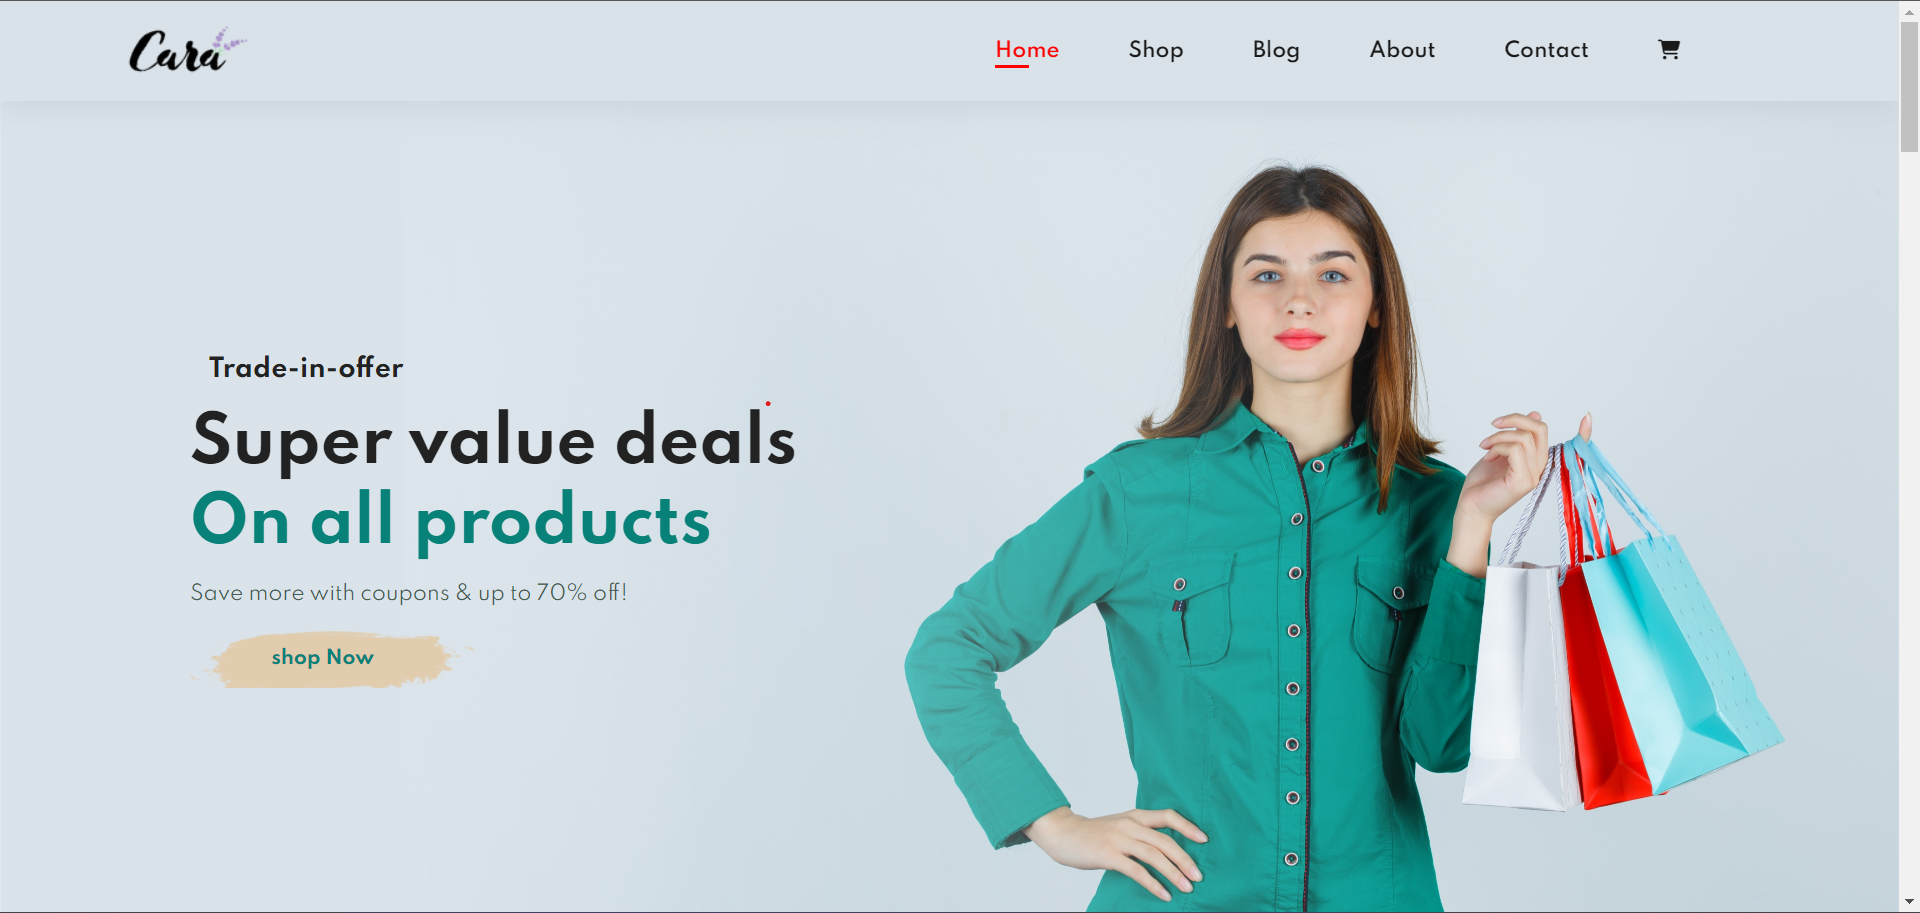 Cara
Home Shop Blog About Contact
Trade-in-offer
Super value deals
On all products
Save more with coupons & up to 70% off!
shop Now